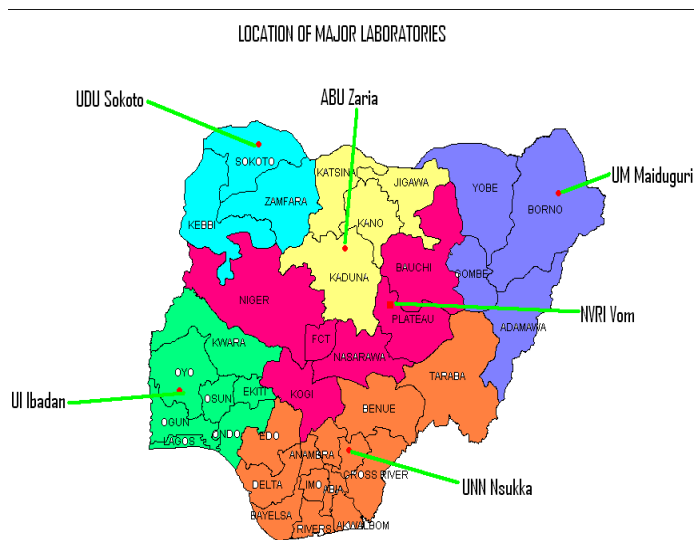 LOCATION OF MAJOR LABORATORIES
UDU Sokoto
ABU Zaria
UM Maiduguri
NVRI Vom
UI Ibadan
UNN Nsukka
SOKOTO
KATSINA
JIGAWA
YOBE
BORNO
ZAMFARA
KEBBI
KANO
KADUNA
BAUCHI
GOMBE
NIGER
PLATEAU
ADAMAWA
KWARA
FCT
NASARAWA
TARABA
OYO
OSUN
EKITI
KOGI
BENUE
OGUN
LAGOS
ONDO
EDO
ANAMBRA
DELTA
IMO
ABIA
GROSS RIVER
BAYELSA
RIVERS
AKWALBOM